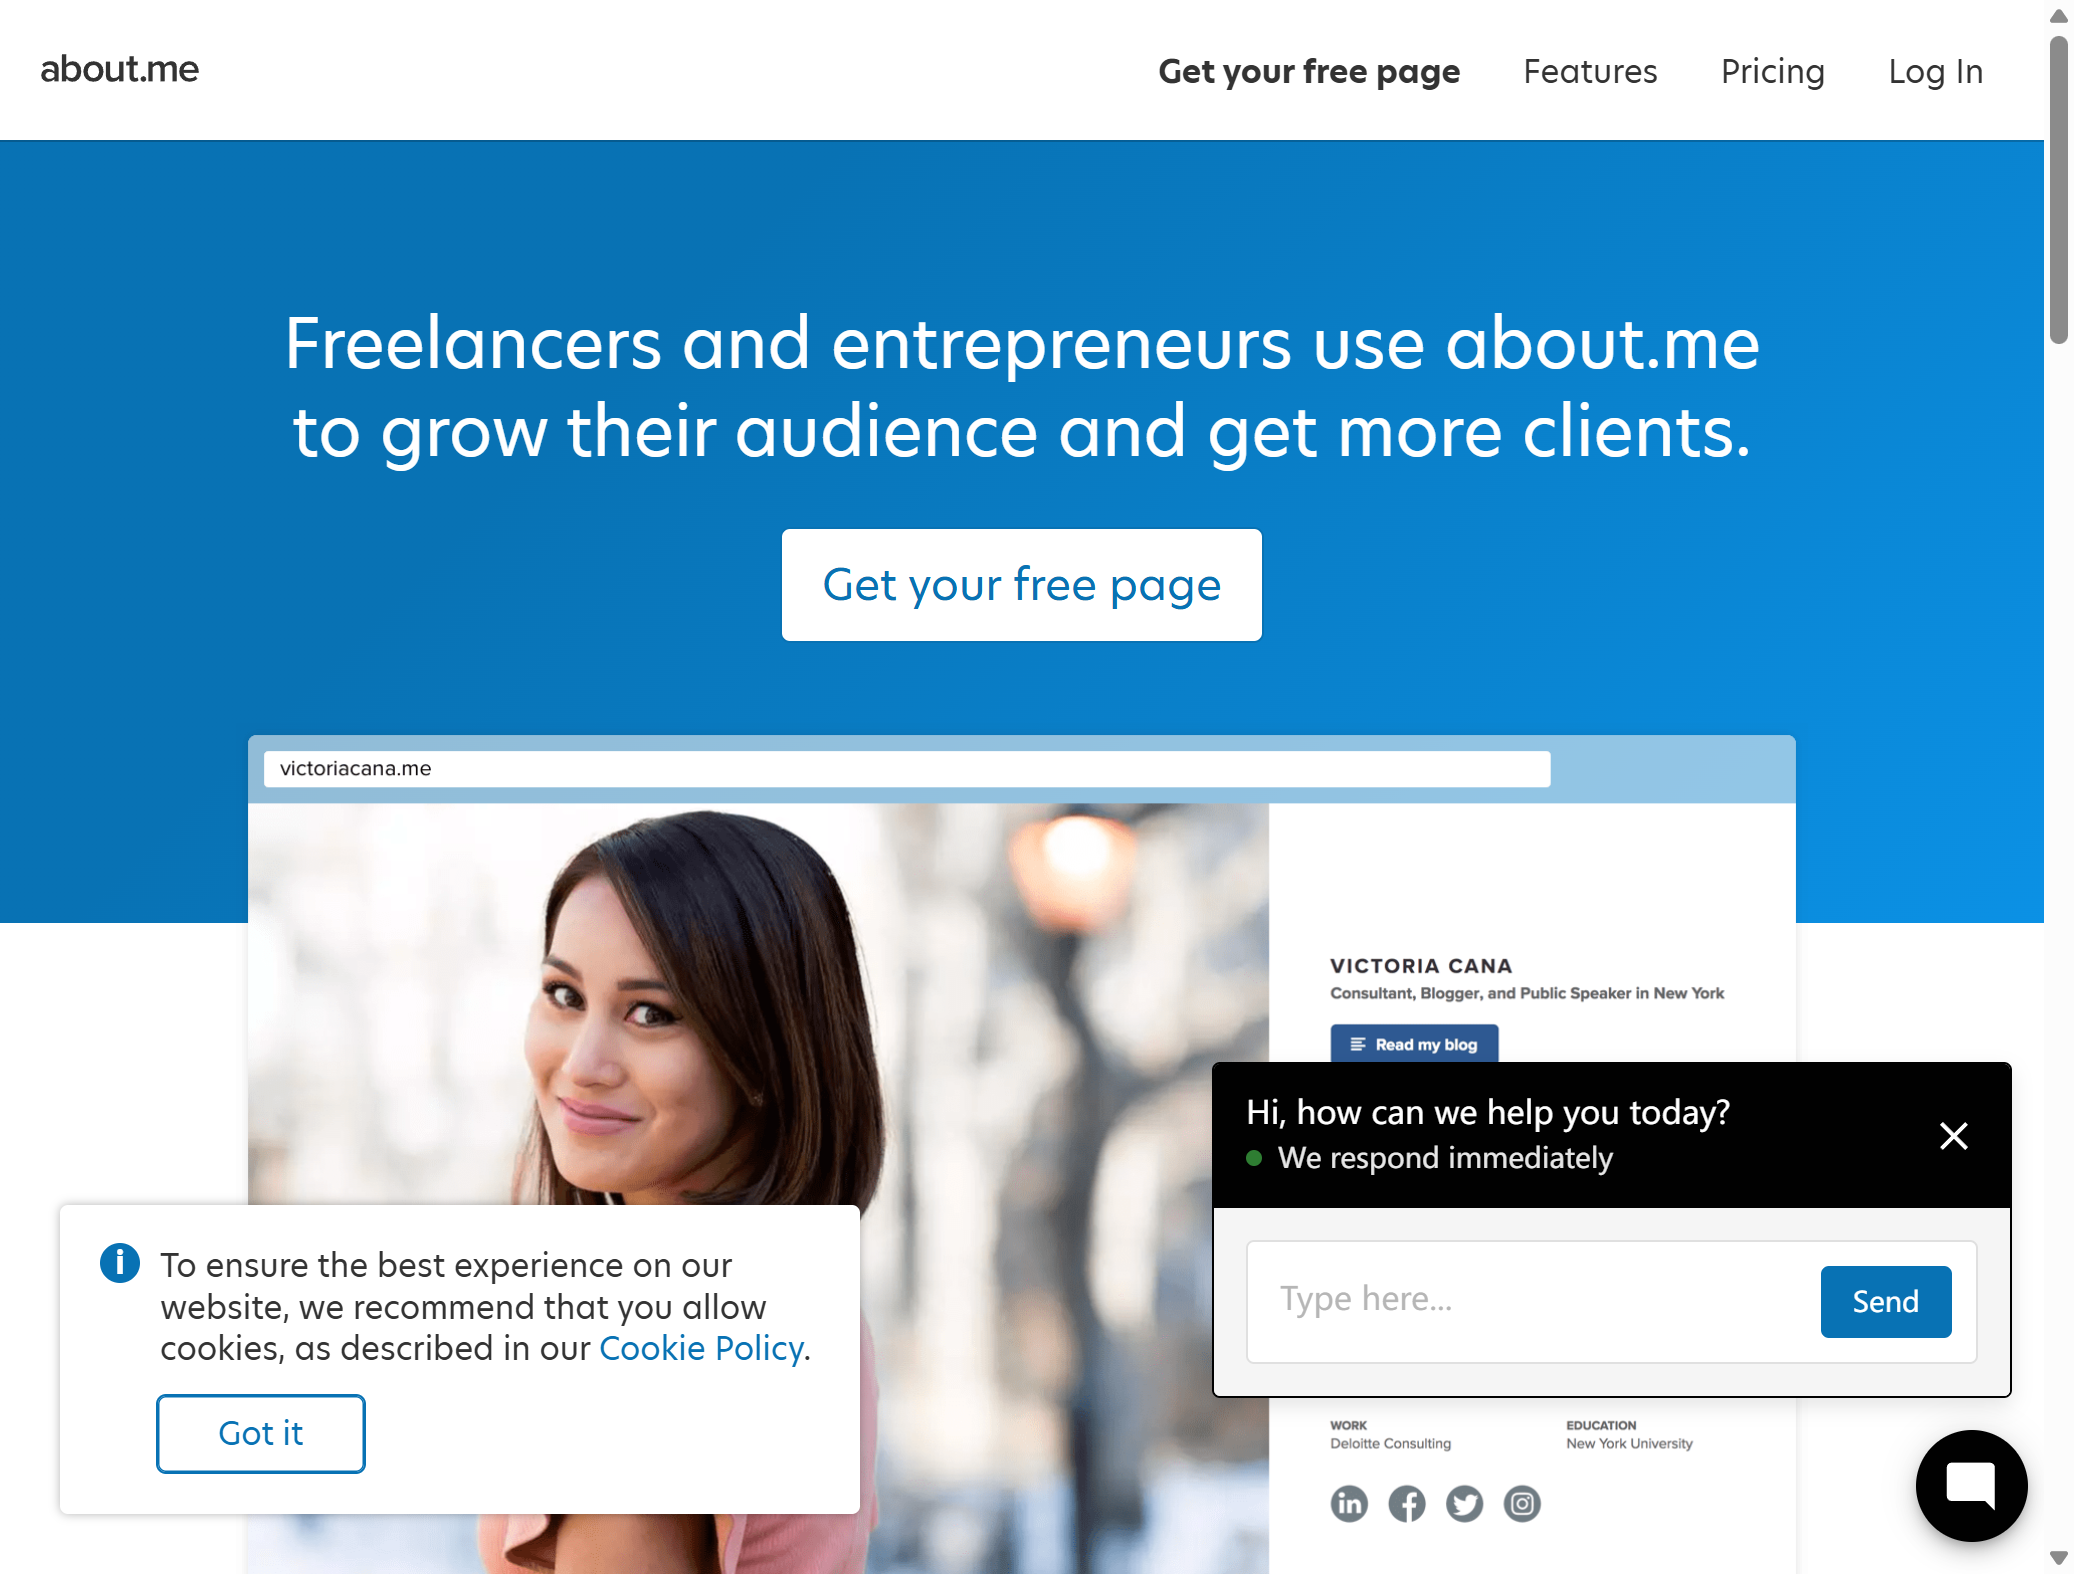 about.me
Get your free page
Features
Pricing
Log In
Freelancers and entrepreneurs use about.me
to grow their audience and get more clients.
Get your free page
victoriacana.me
VICTORIA CANA
Consultant, Blogger, and Public Speaker in New York
Read my blog
Hi, how can we help you today?
We respond immediately
Type here...
Send
To ensure the best experience on our
website, we recommend that you allow
cookies, as described in our Cookie Policy.
Got it
WORK
Deloitte Consulting
EDUCATION
New York University